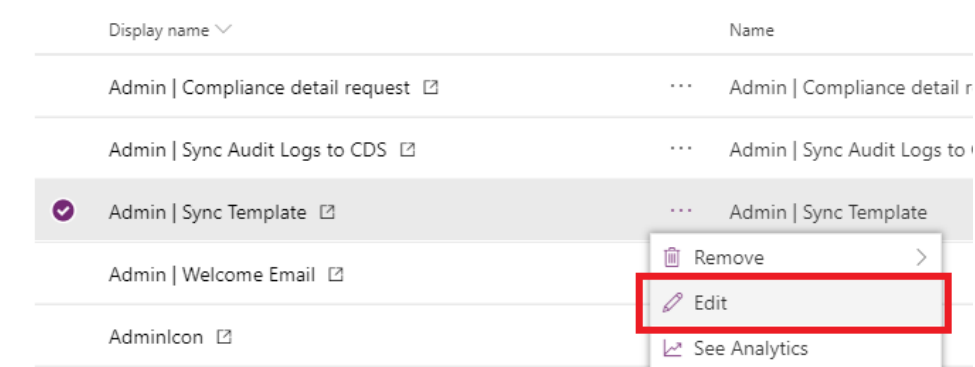 Display name Name
Admin | Compliance detail request ... Admin | Compliance detail r
Admin | Sync Audit Logs to CDS ... Admin | Sync Audit Logs to
Admin | Sync Template ... Admin | Sync Template
Remove
Admin | Welcome Email
Edit
AdminIcon
See Analytics